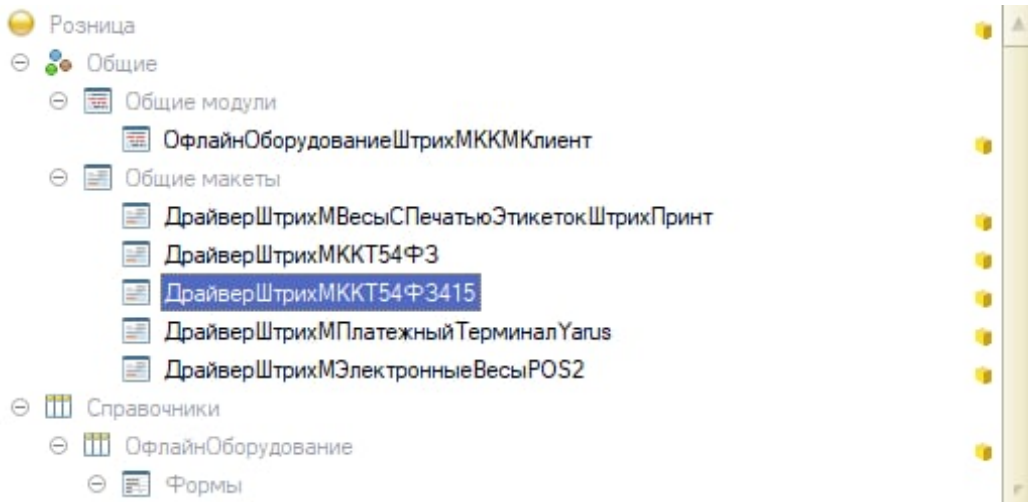 Розница
Общие
Общие модули
ОфлайнОборудованиеШтрихМККМКлиент
Общие макеты
ДрайверШтрихМВесыСПечатьюЭтикетокШтрихПринт
ДрайверШтрихМККТ54ФЗ
ДрайверШтрихМККТ54ФЗ415
ДрайверШтрихМПлатежныйТерминалYarus
ДрайверШтрихМЭлектронныеВесыPOS2
Справочники
ОфлайнОборудование
Формы